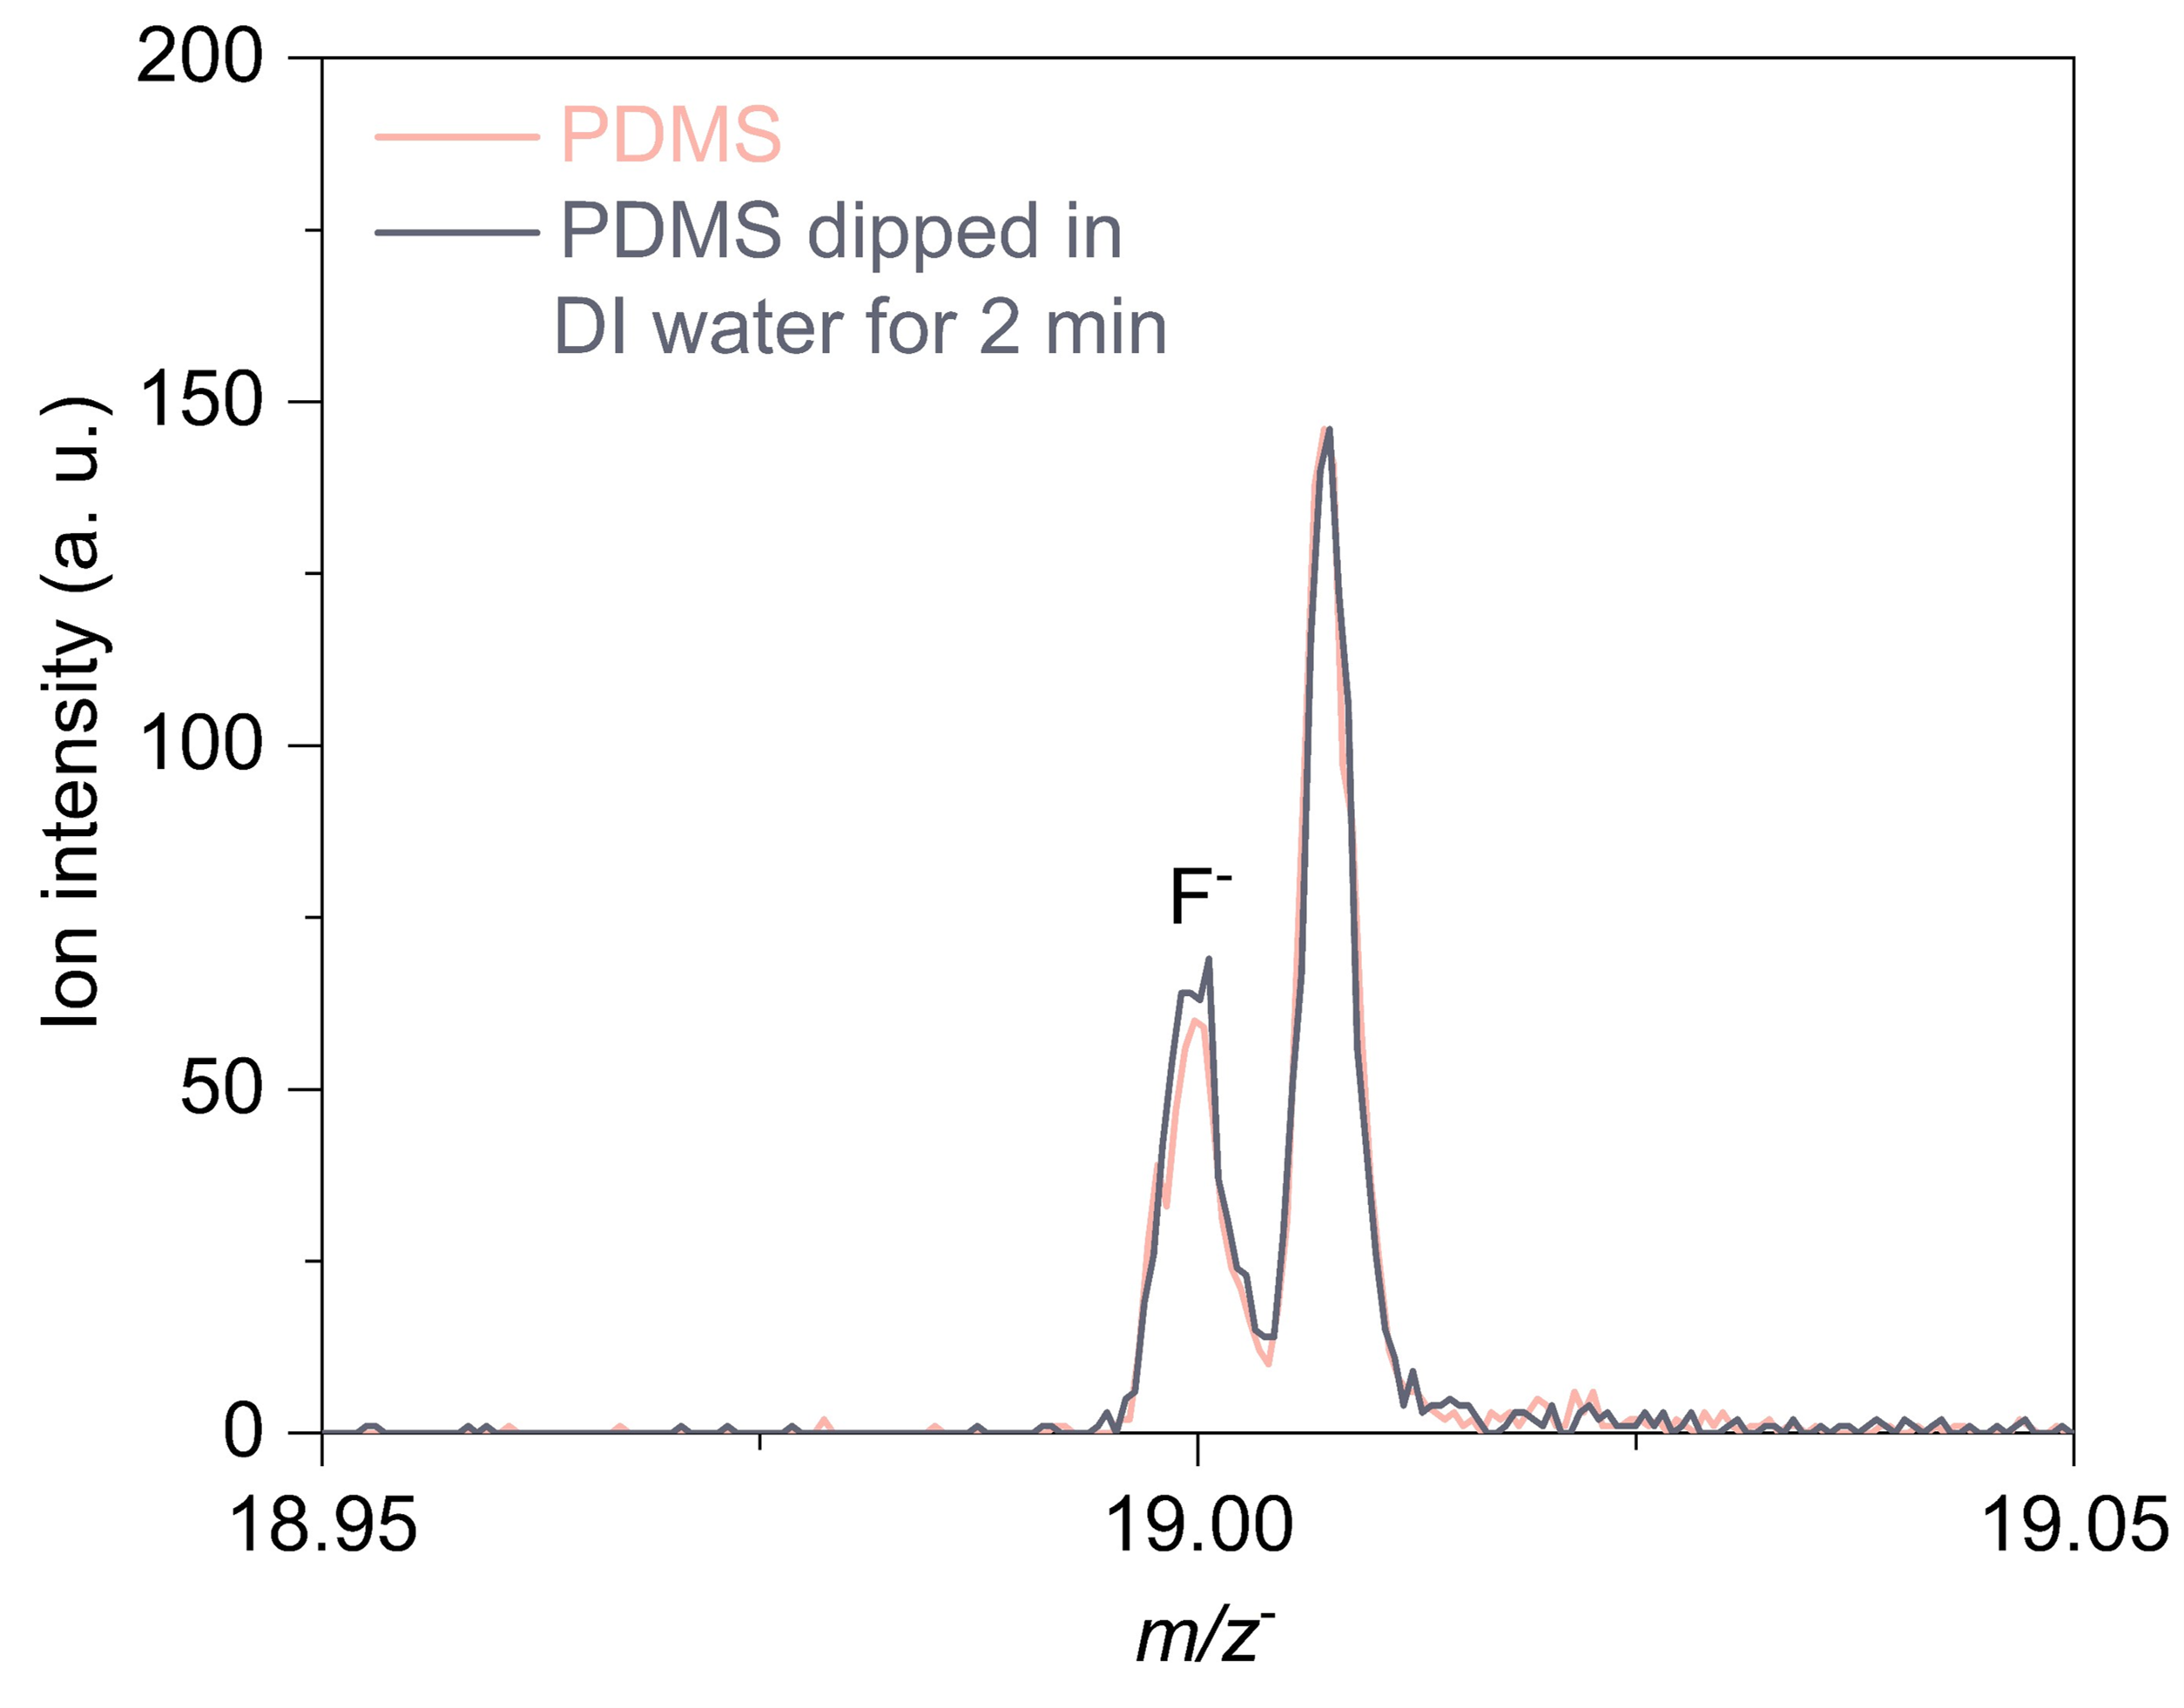 200
PDMS
PDMS dipped in
DI water for 2 min
150
100
50
0
F⁻
Ion intensity (a. u.)
18.95
19.00
19.05
m/z⁻